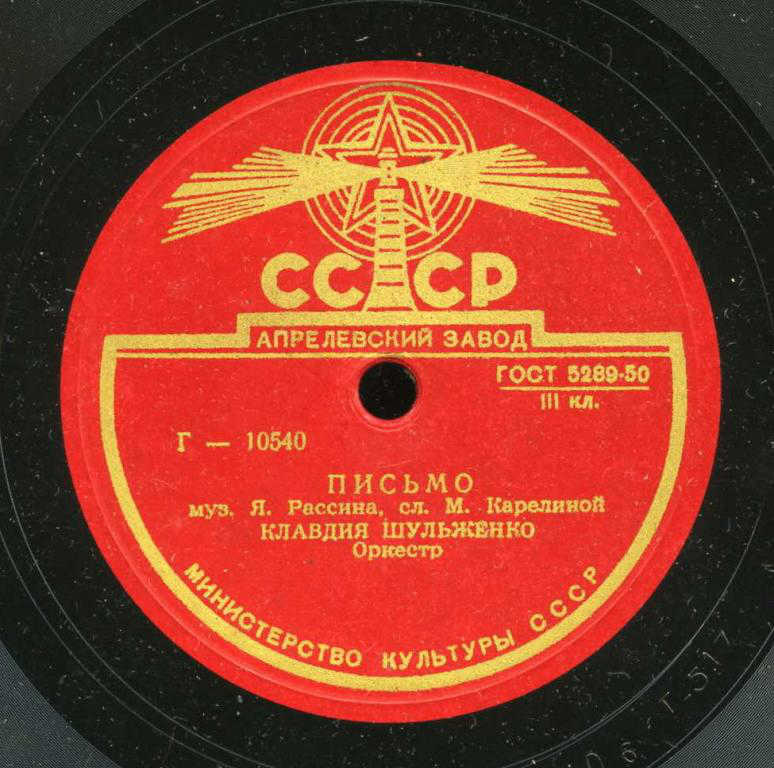 СССР
АПРЕЛЕВСКИЙ ЗАВОД
ГОСТ 5289-50
III кл.
Г — 10540
ПИСЬМО
муз. Я. Рассина, сл. М. Карелиной
КЛАВДИЯ ШУЛЬЖЕНКО
Оркестр
МИНИСТЕРСТВО КУЛЬТУРЫ СССР